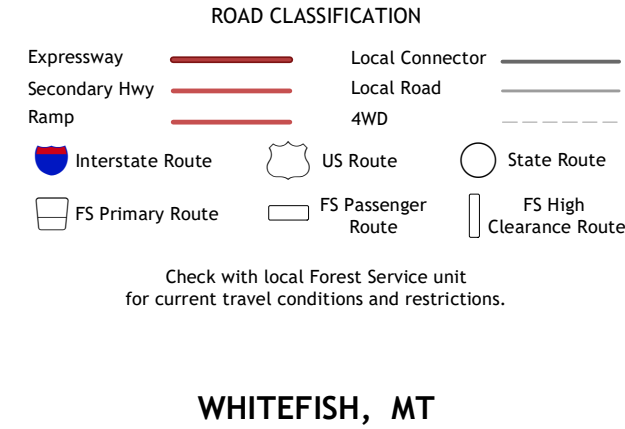 ROAD CLASSIFICATION
Expressway
Local Connector
Secondary Hwy
Local Road
Ramp
4WD
Interstate Route
US Route
State Route
FS Primary Route
FS Passenger
Route
FS High
Clearance Route
Check with local Forest Service unit
for current travel conditions and restrictions.
WHITEFISH, MT